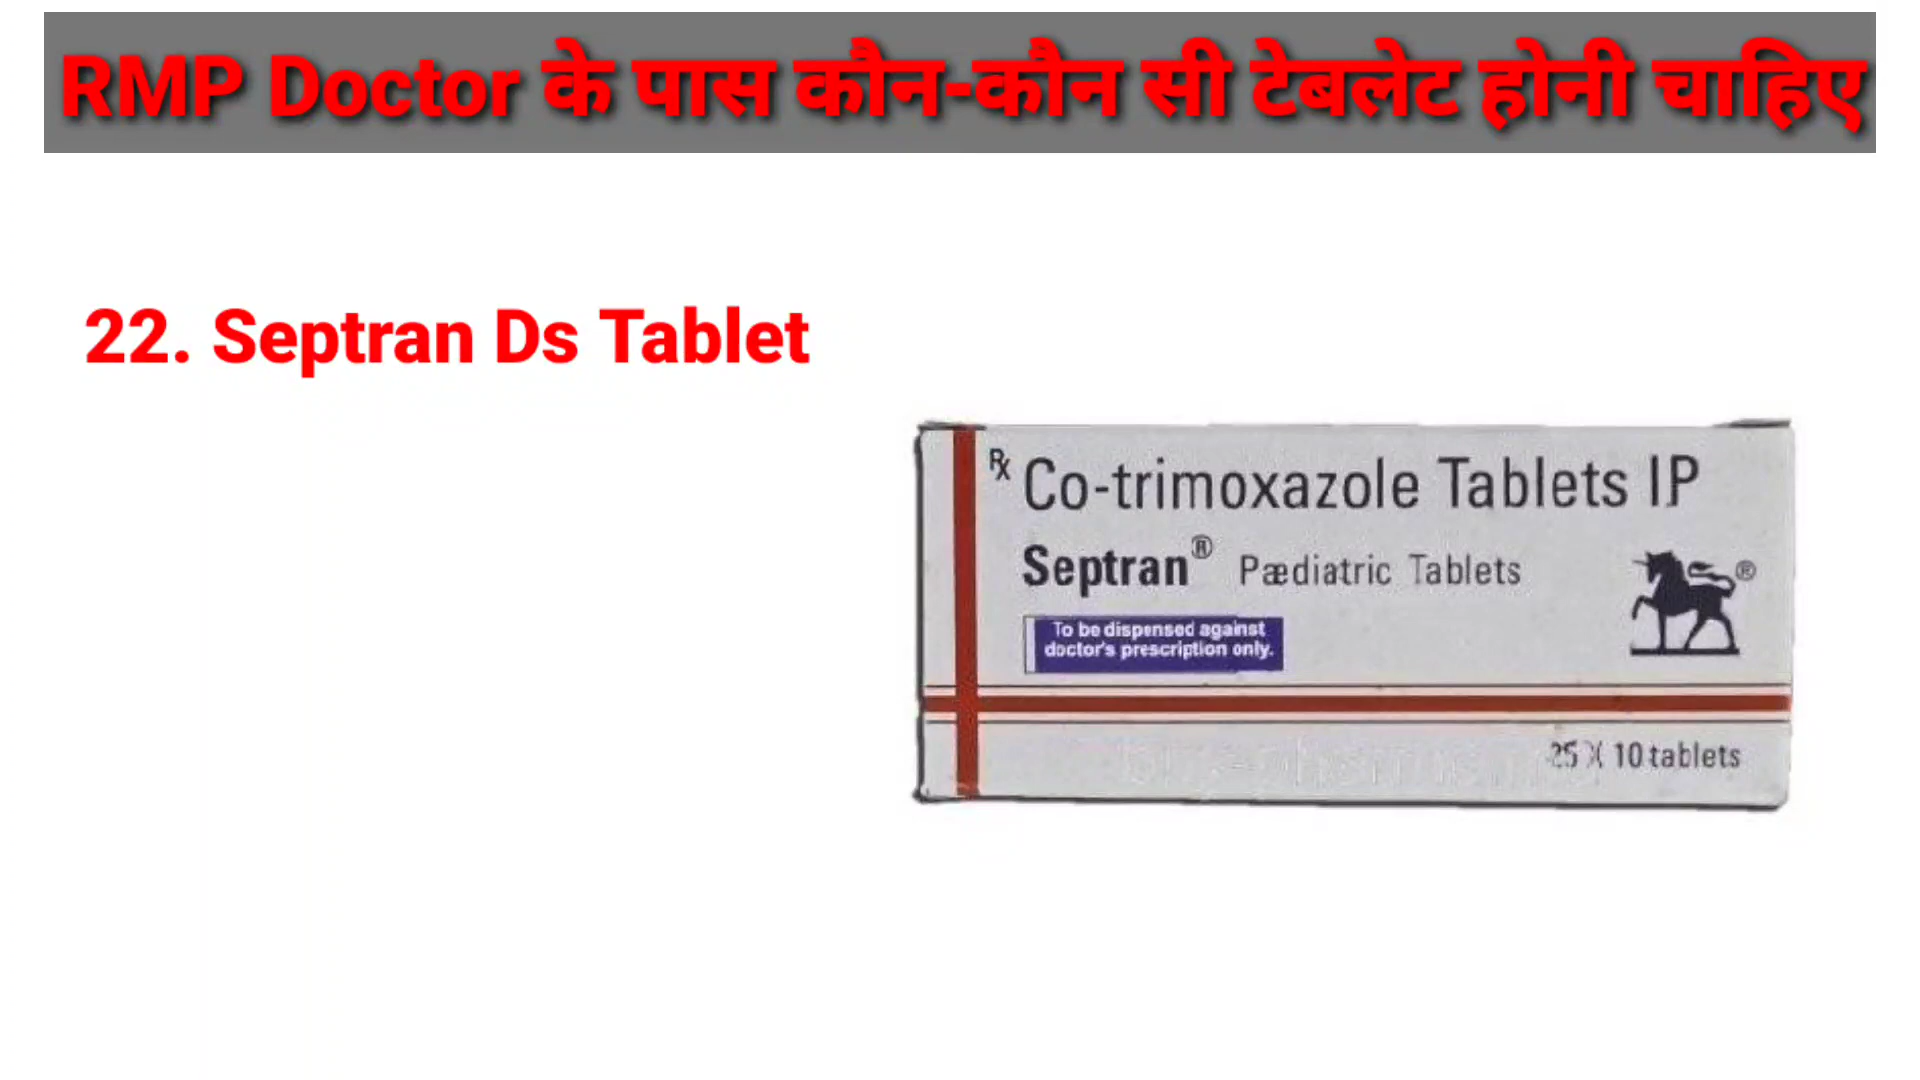 RMP Doctor के पास कौन-कौन सी टेबलेट होनी चाहिए
22. Septran Ds Tablet
Rx Co-trimoxazole Tablets IP
Septran® Pædiatric Tablets
®
To be dispensed against
doctor's prescription only.
25 X 10 tablets